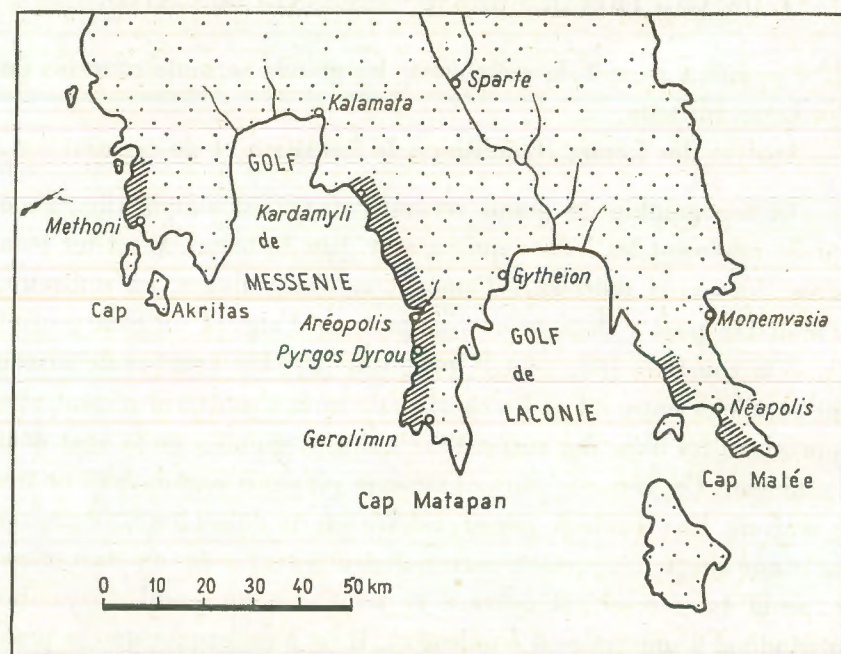 Sparte
Kalamata
GOLF
Kardamyli
Methoni
de
MESSENIE
Gytheïon
Cap Akritas
Aréopolis
Monemvasia
GOLF
Pyrgos Dyrou
de
LACONIE
Néapolis
Gerolimin
Cap Malée
Cap Matapan
0 10 20 30 40 50 km